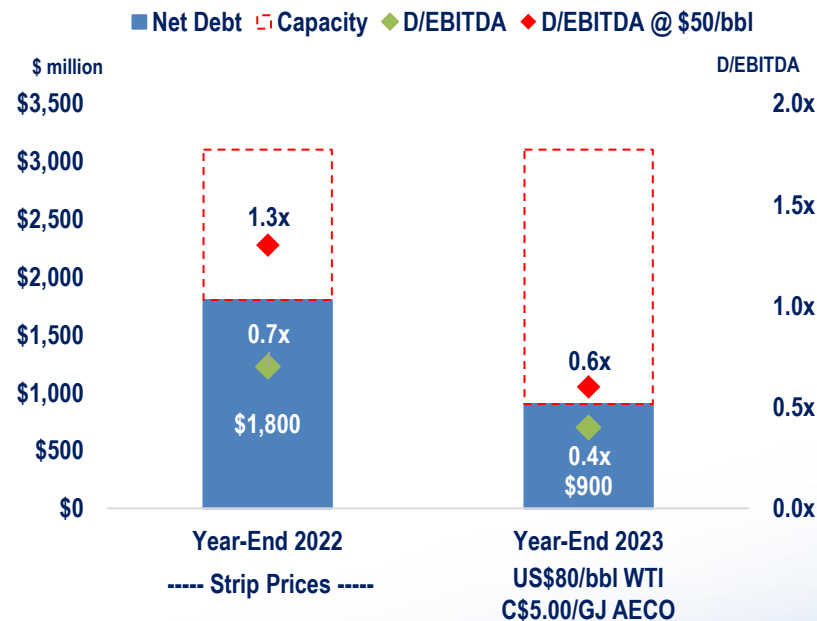 Net Debt Capacity D/EBITDA D/EBITDA @ $50/bbl
$ million
D/EBITDA
$3,500
$3,000
$2,500
$2,000
$1,500
$1,000
$500
$0
2.0x
1.5x
1.0x
0.5x
0.0x
1.3x
0.7x
$1,800
0.6x
0.4x
$900
Year-End 2022
----- Strip Prices -----
Year-End 2023
US$80/bbl WTI
C$5.00/GJ AECO